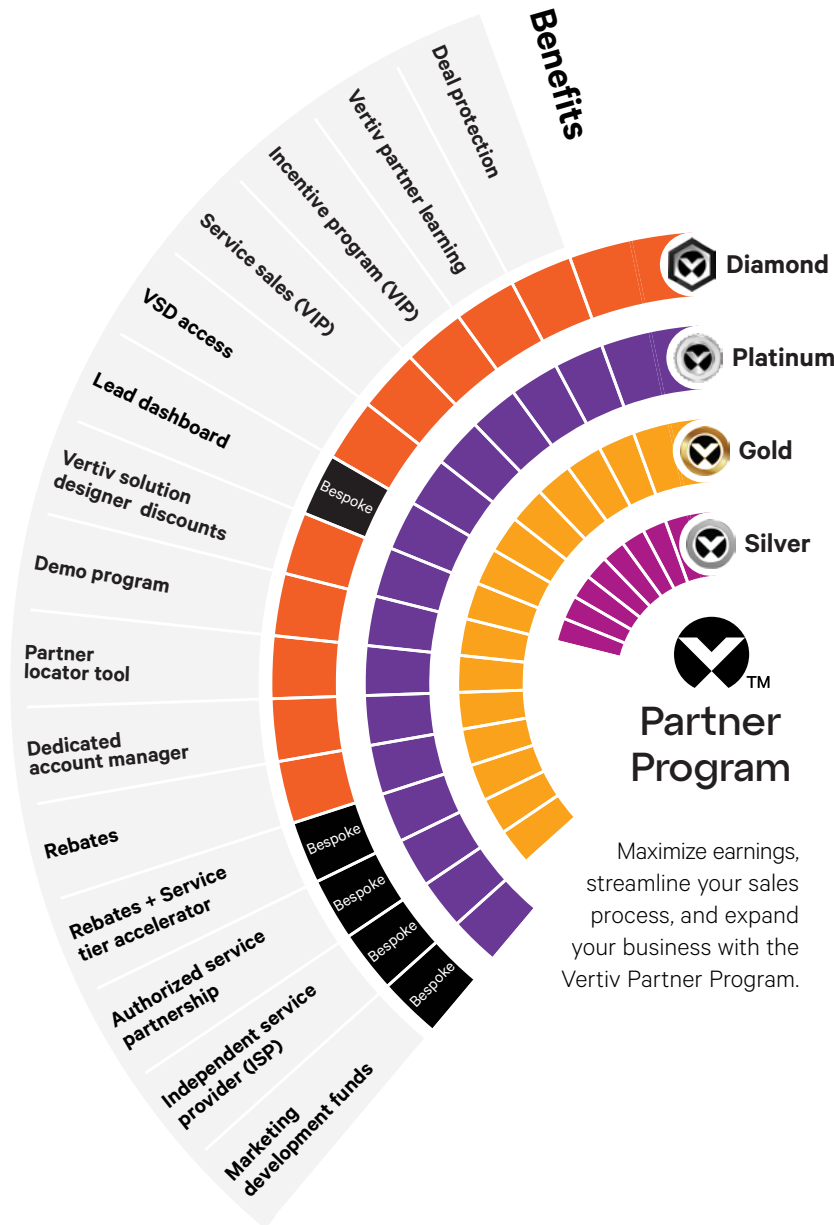 Benefits
Deal protection
Vertiv partner learning
Incentive program (VIP)
Service sales (VIP)
VSD access
Lead dashboard
Vertiv solution
designer discounts
Demo program
Partner
locator tool
Dedicated
account manager
Rebates
Rebates + Service
tier accelerator
Authorized service
partnership
Independent service
provider (ISP)
Marketing
development funds
Bespoke
Bespoke
Bespoke
Bespoke
Bespoke
Diamond
Platinum
Gold
Silver
TM
Partner
Program
Maximize earnings,
streamline your sales
process, and expand
your business with the
Vertiv Partner Program.